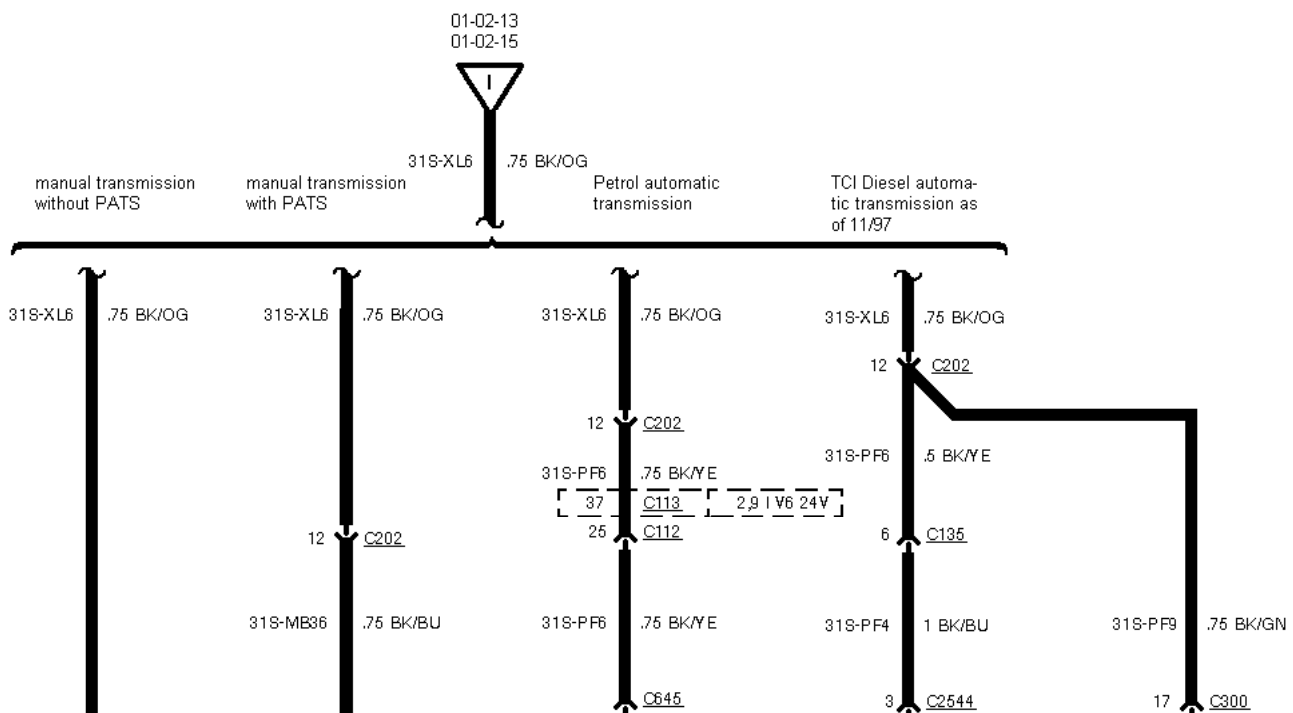 01-02-13
01-02-15
I
31S-XL6 .75 BK/OG
manual transmission
without PATS
manual transmission
with PATS
Petrol automatic
transmission
TCI Diesel automa-
tic transmission as
of 11/97
31S-XL6 .75 BK/OG
31S-XL6 .75 BK/OG
31S-XL6 .75 BK/OG
31S-XL6 .75 BK/OG
12 C202
12 C202
31S-PF6 .5 BK/YE
31S-PF6 .75 BK/YE
37 C113 2,9 l V6 24V
25 C112
12 C202
6 C135
31S-MB36 .75 BK/BU
31S-PF6 .75 BK/YE
31S-PF4 1 BK/BU
31S-PF9 .75 BK/GN
C645
3 C2544
17 C300